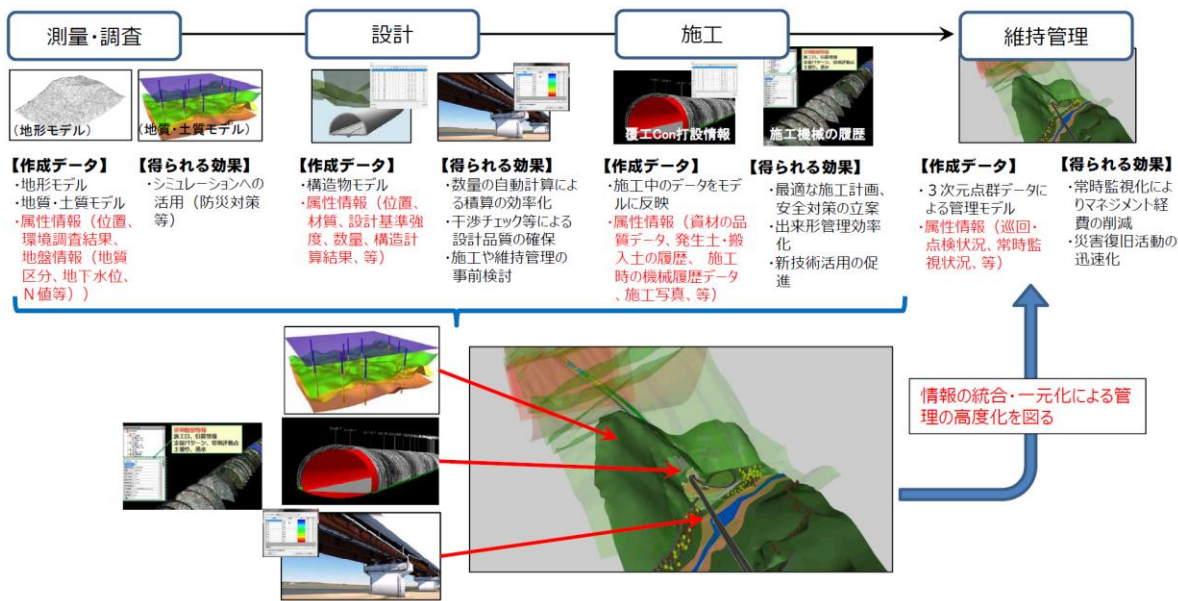 測量・調査
設計
施工
維持管理
(地形モデル)
(地質・土質モデル)
覆工Con打設情報
施工機械の履歴
【作成データ】
・地形モデル
・地質・土質モデル
・属性情報（位置、
環境調査結果、
地盤情報（地質
区分、地下水位、
N値等））
【得られる効果】
・シミュレーションへの
活用（防災対策
等）
【作成データ】
・構造物モデル
・属性情報（位置、
材質、設計基準強
度、数量、構造計
算結果、等）
【得られる効果】
・数量の自動計算によ
る積算の効率化
・干渉チェック等による
設計品質の確保
・施工や維持管理の
事前検討
【作成データ】
・施工中のデータをモデ
ルに反映
・属性情報（資材の品
質データ、発生土・搬
入土の履歴、 施工
時の機械履歴データ
、施工写真、等）
【得られる効果】
・最適な施工計画、
安全対策の立案
・出来形管理効率
化
・新技術活用の促
進
【作成データ】
・３次元点群データに
よる管理モデル
・属性情報（巡回・
点検状況、常時監
視状況、等）
【得られる効果】
・常時監視化によ
りマネジメント経
費の削減
・災害復旧活動の
迅速化
情報の統合・一元化による管
理の高度化を図る